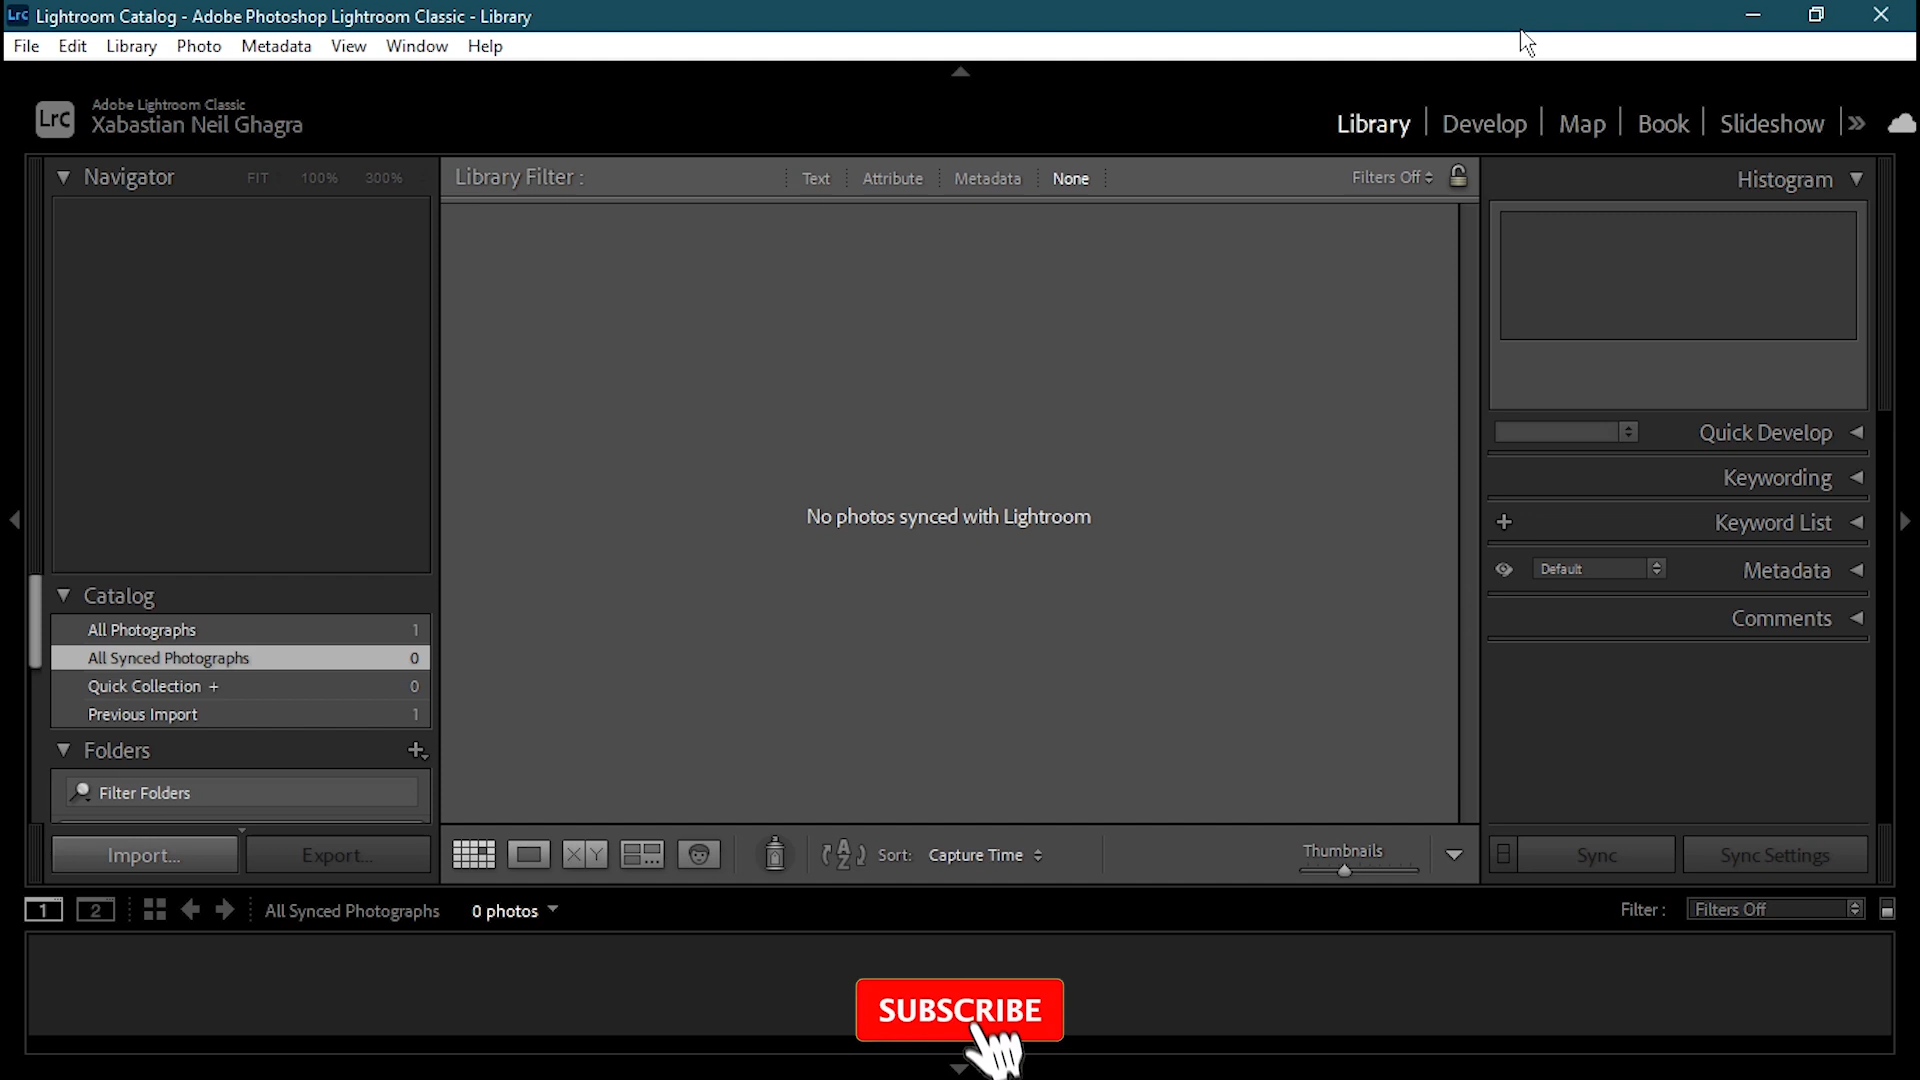 Lrc Lightroom Catalog - Adobe Photoshop Lightroom Classic - Library
File Edit Library Photo Metadata View Window Help
LrC Adobe Lightroom Classic
Xabastian Neil Ghagra
Library Develop Map Book Slideshow »
Navigator FIT 100% 300%
Library Filter : Text Attribute Metadata None Filters Off
Histogram
Quick Develop
Keywording
No photos synced with Lightroom
+ Keyword List
Default Metadata
Comments
Catalog
All Photographs 1
All Synced Photographs 0
Quick Collection + 0
Previous Import 1
Folders +
Filter Folders
Import... Export...
X Y A Z Sort: Capture Time Thumbnails
Sync Sync Settings
1 2 All Synced Photographs 0 photos Filter : Filters Off
SUBSCRIBE